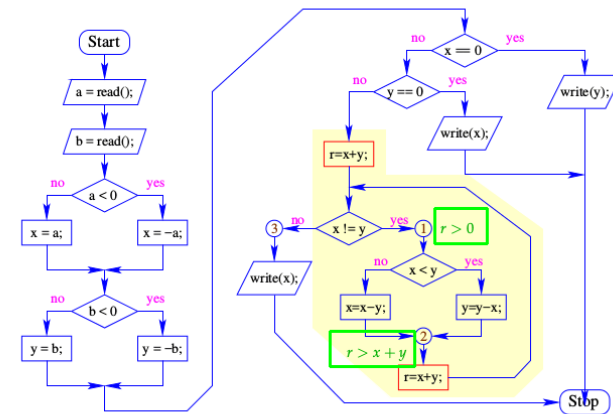 Start
a = read();
b = read();
a < 0
no
yes
x = a;
x = −a;
b < 0
no
yes
y = b;
y = −b;
x == 0
no
yes
y == 0
no
yes
write(y);
write(x);
r=x+y;
x != y
no
yes
3
1
r > 0
write(x);
x < y
no
yes
x=x−y;
y=y−x;
2
r > x + y
r=x+y;
Stop